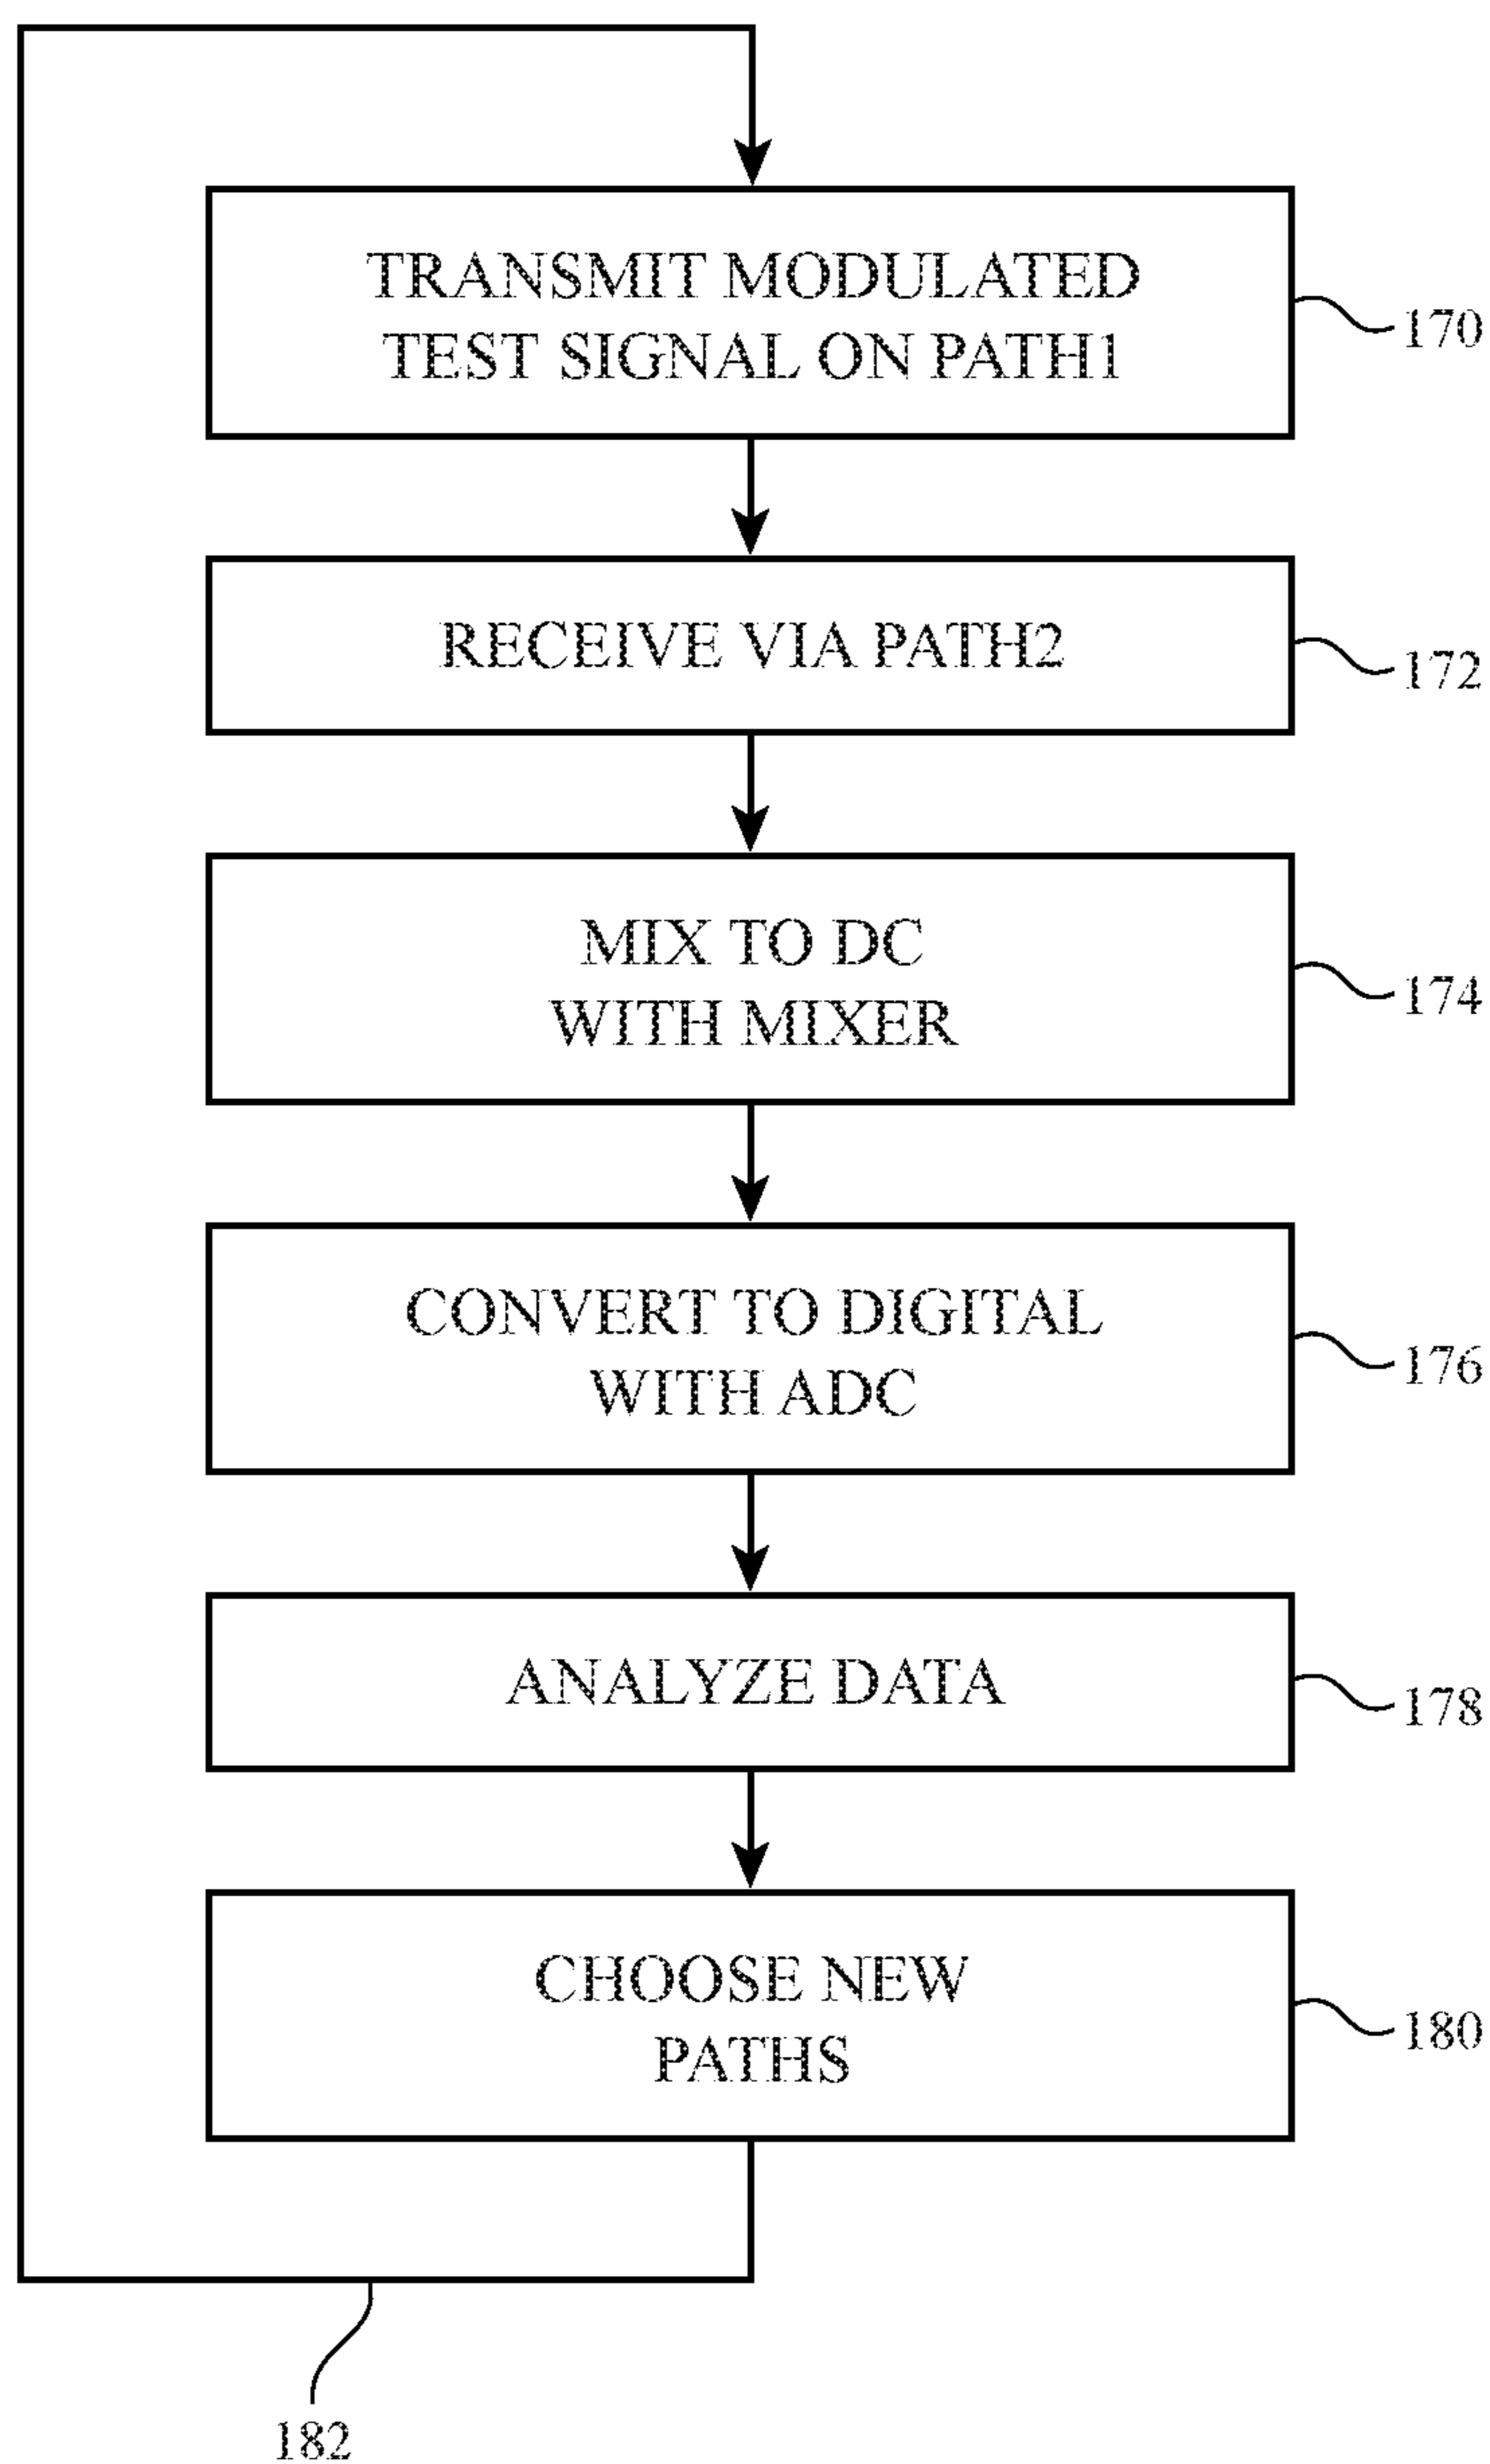 TRANSMIT MODULATED
TEST SIGNAL ON PATH1
170
RECEIVE VIA PATH2
172
MIX TO DC
WITH MIXER
174
CONVERT TO DIGITAL
WITH ADC
176
ANALYZE DATA
178
CHOOSE NEW
PATHS
180
182